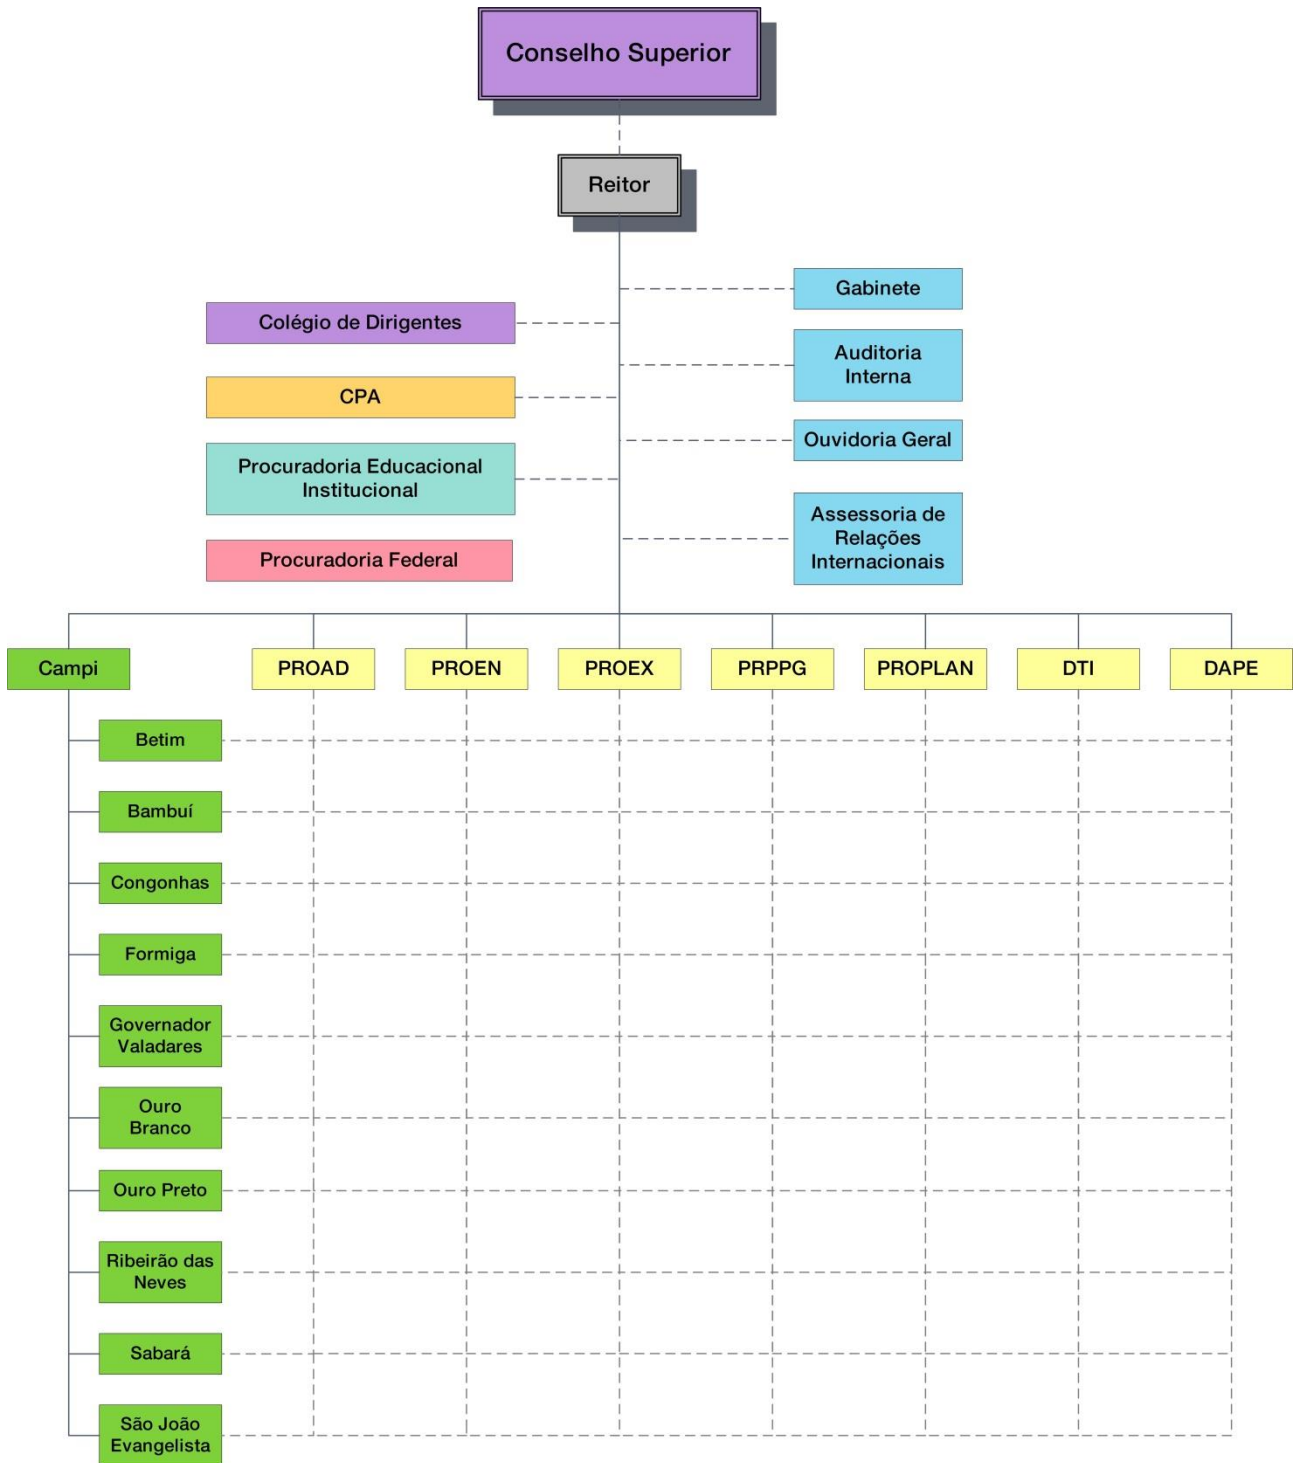 Conselho Superior
Reitor
Gabinete
Colégio de Dirigentes
Auditoria
Interna
CPA
Ouvidoria Geral
Procuradoria Educacional
Institucional
Assessoria de
Relações
Internacionais
Procuradoria Federal
Campi
PROAD
PROEN
PROEX
PRPPG
PROPLAN
DTI
DAPE
Betim
Bambuí
Congonhas
Formiga
Governador
Valadares
Ouro
Branco
Ouro Preto
Ribeirão das
Neves
Sabará
São João
Evangelista